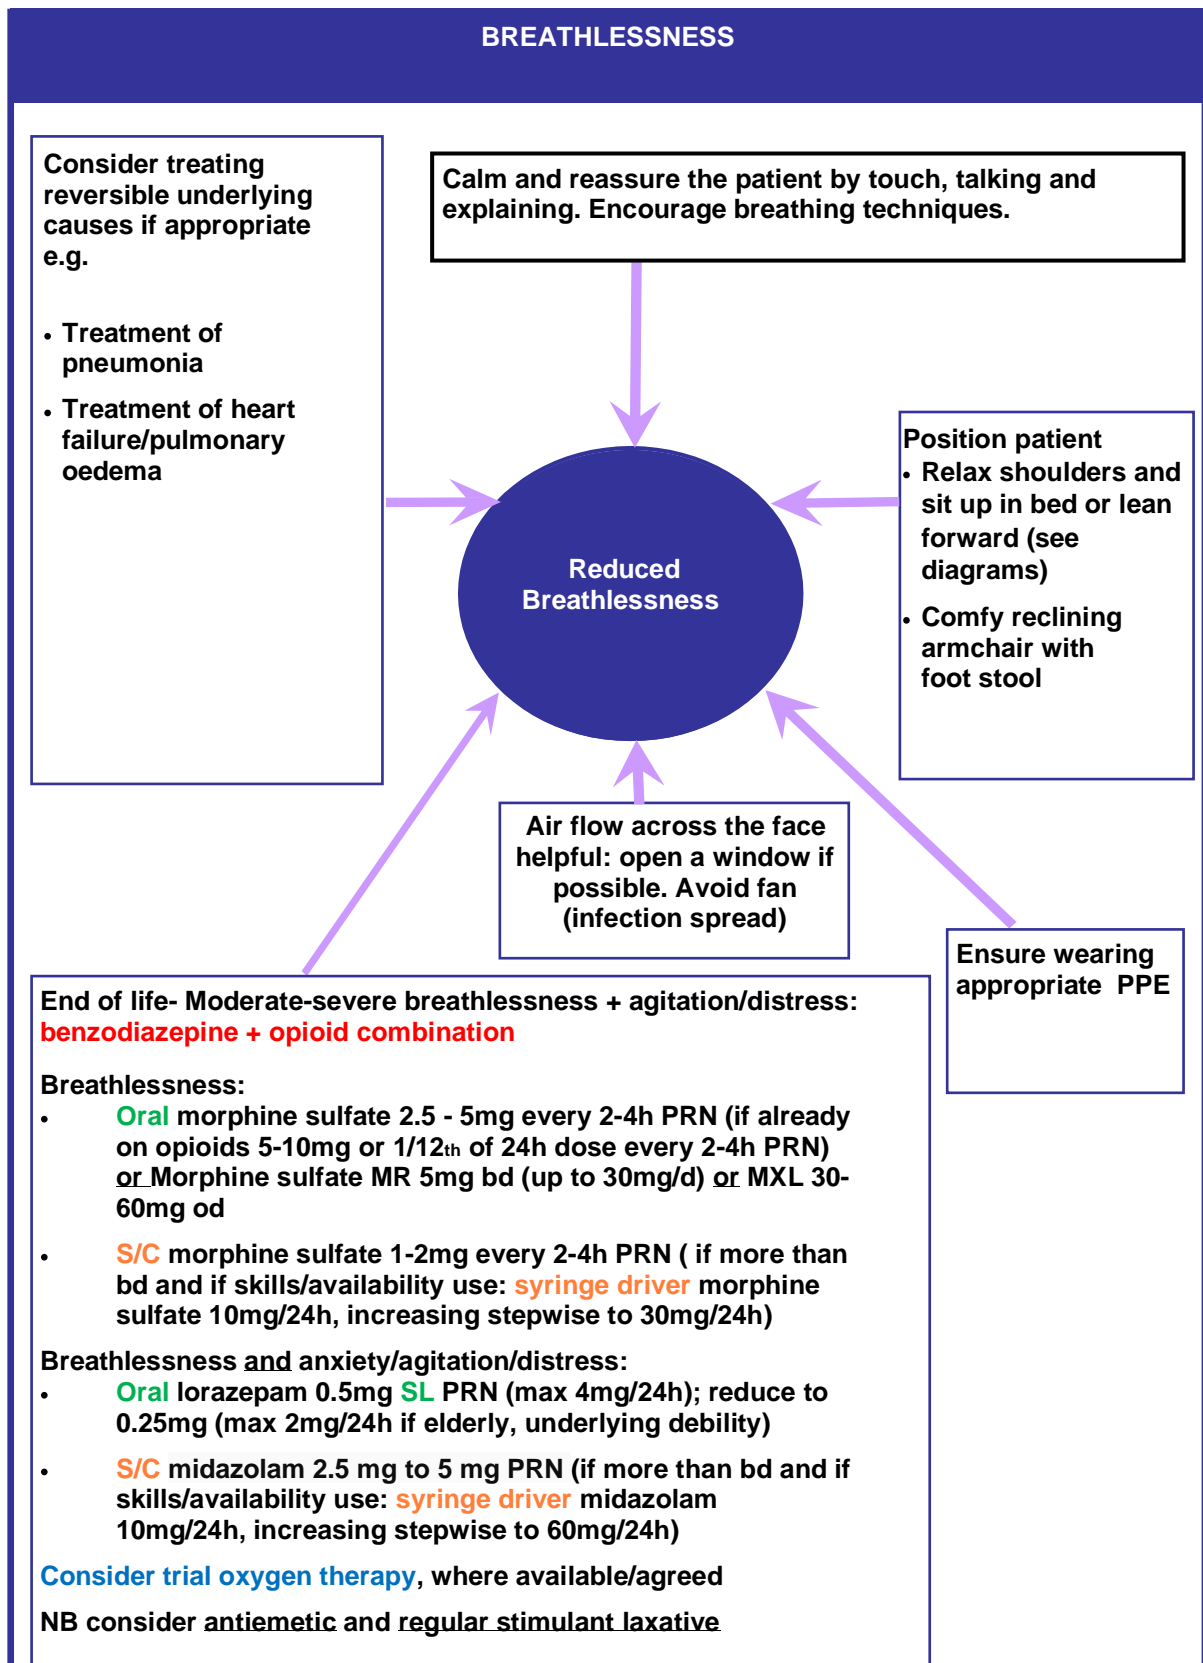 BREATHLESSNESS
Consider treating
reversible underlying
causes if appropriate
e.g.
• Treatment of
pneumonia
• Treatment of heart
failure/pulmonary
oedema
Calm and reassure the patient by touch, talking and
explaining. Encourage breathing techniques.
Position patient
• Relax shoulders and
sit up in bed or lean
forward (see
diagrams)
• Comfy reclining
armchair with
foot stool
Reduced
Breathlessness
Air flow across the face
helpful: open a window if
possible. Avoid fan
(infection spread)
Ensure wearing
appropriate  PPE
End of life- Moderate-severe breathlessness + agitation/distress:
benzodiazepine + opioid combination
Breathlessness:
• Oral morphine sulfate 2.5 - 5mg every 2-4h PRN (if already
on opioids 5-10mg or 1/12th of 24h dose every 2-4h PRN)
or Morphine sulfate MR 5mg bd (up to 30mg/d) or MXL 30-
60mg od
• S/C morphine sulfate 1-2mg every 2-4h PRN ( if more than
bd and if skills/availability use: syringe driver morphine
sulfate 10mg/24h, increasing stepwise to 30mg/24h)
Breathlessness and anxiety/agitation/distress:
• Oral lorazepam 0.5mg SL PRN (max 4mg/24h); reduce to
0.25mg (max 2mg/24h if elderly, underlying debility)
• S/C midazolam 2.5 mg to 5 mg PRN (if more than bd and if
skills/availability use: syringe driver midazolam
10mg/24h, increasing stepwise to 60mg/24h)
Consider trial oxygen therapy, where available/agreed
NB consider antiemetic and regular stimulant laxative